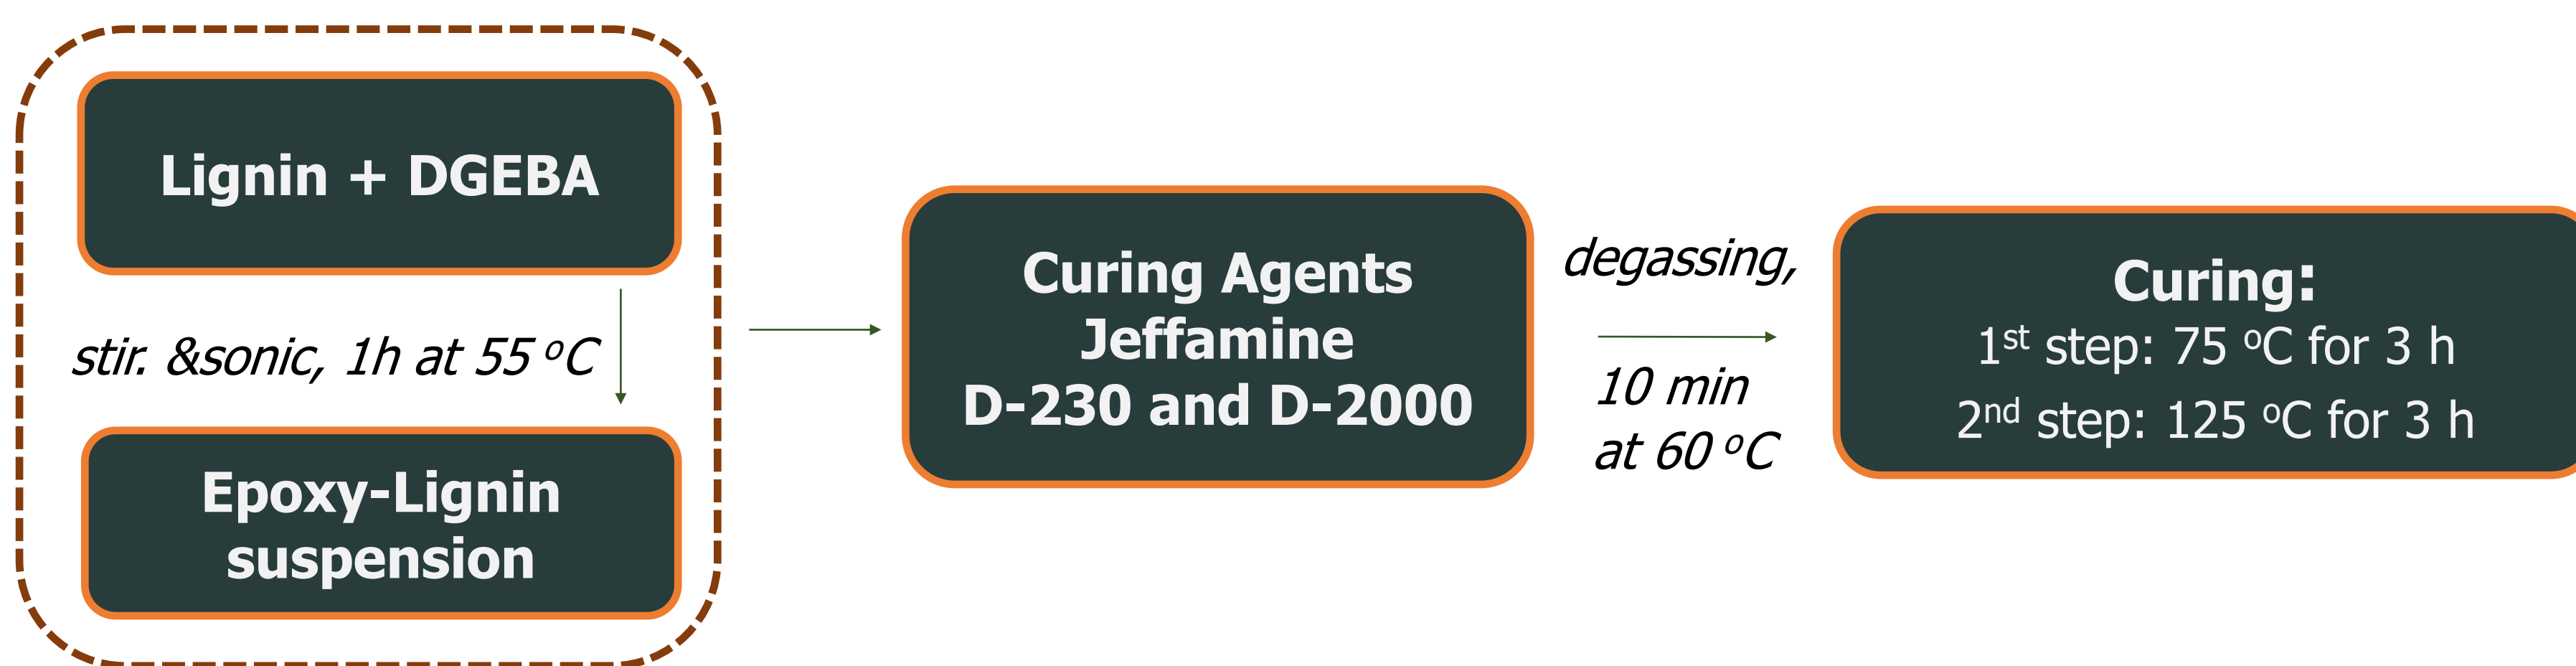 Lignin + DGEBA
stir. &sonic, 1h at 55 ºC
Epoxy-Lignin
suspension
Curing Agents
Jeffamine
D-230 and D-2000
degassing,
10 min
at 60 ºC
Curing:
1st step: 75 ºC for 3 h
2nd step: 125 ºC for 3 h